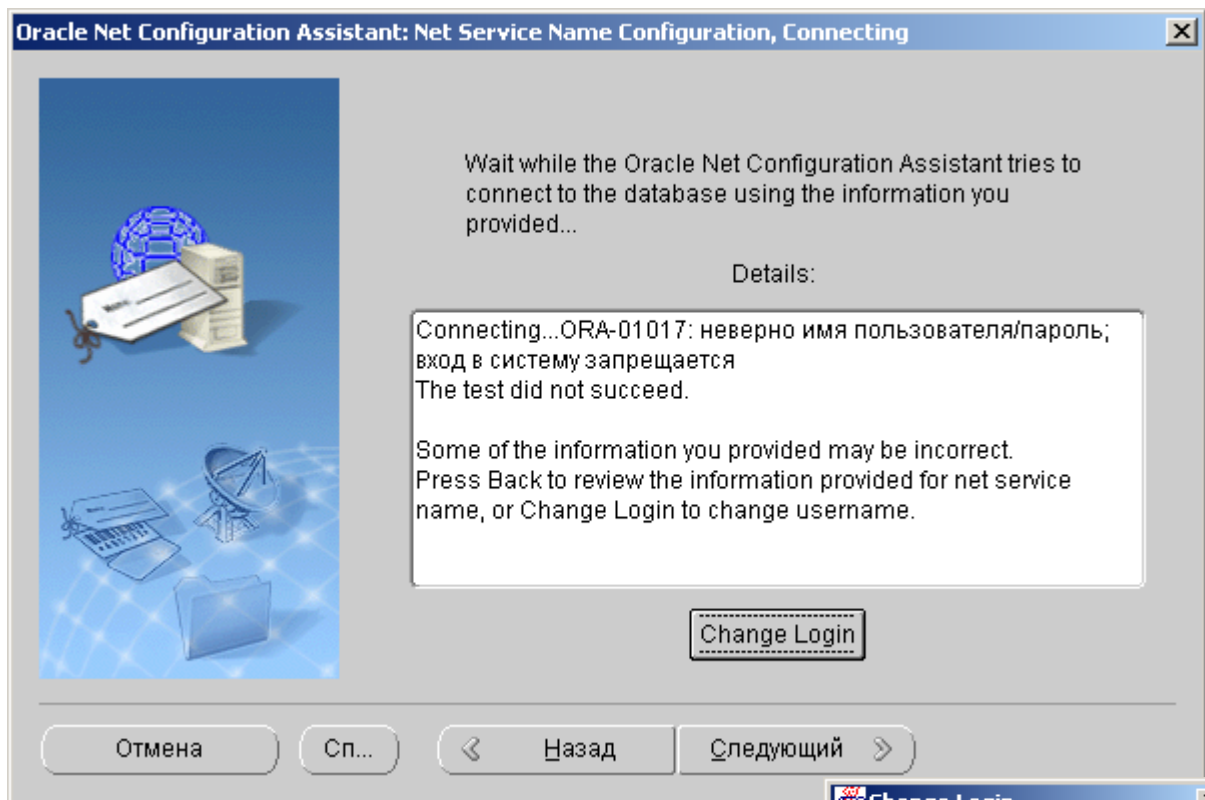 Oracle Net Configuration Assistant: Net Service Name Configuration, Connecting
Wait while the Oracle Net Configuration Assistant tries to
connect to the database using the information you
provided...
Details:
Connecting...ORA-01017: неверно имя пользователя/пароль;
вход в систему запрещается
The test did not succeed.
Some of the information you provided may be incorrect.
Press Back to review the information provided for net service
name, or Change Login to change username.
Change Login
Отмена
Сп...
Назад
Следующий
Change Login